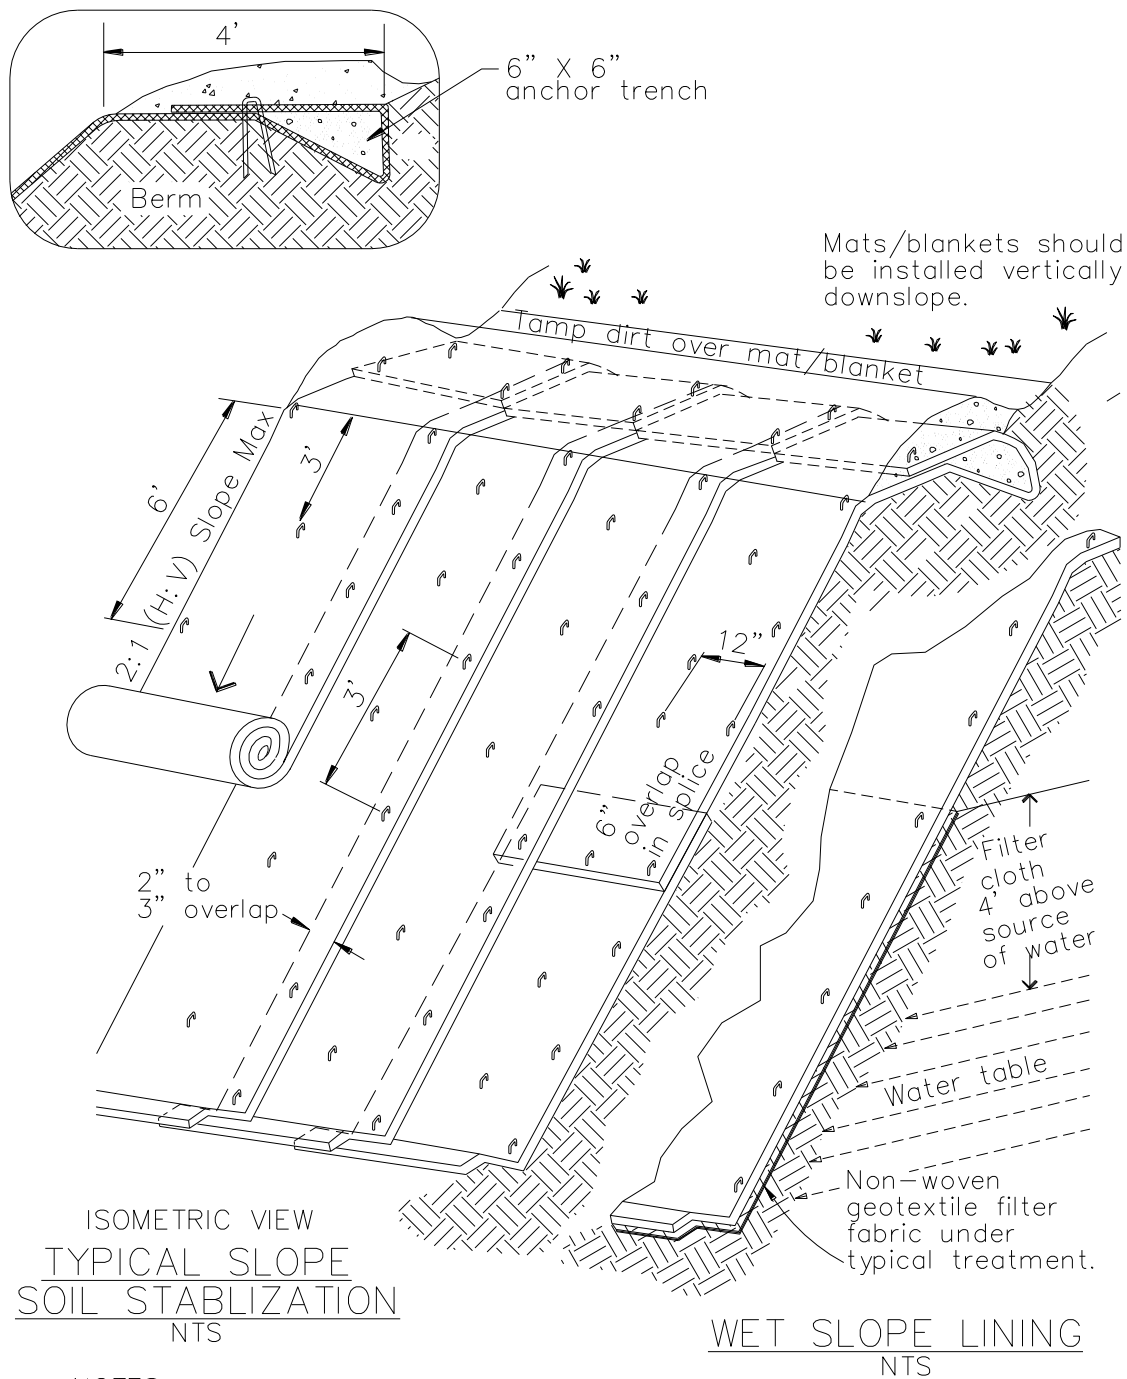 4'
6" X 6"
anchor trench
Berm
Mats/blankets should
be installed vertically
downslope.
Tamp dirt over mat/blanket
2:1 (H:V) Slope Max
6'
3'
12"
3'
6"
overlap
in splice
2" to
3" overlap
Filter
cloth
4' above
source
of water
Water table
Non-woven
geotextile filter
fabric under
typical treatment.
ISOMETRIC VIEW
TYPICAL SLOPE
SOIL STABLIZATION
NTS
WET SLOPE LINING
NTS